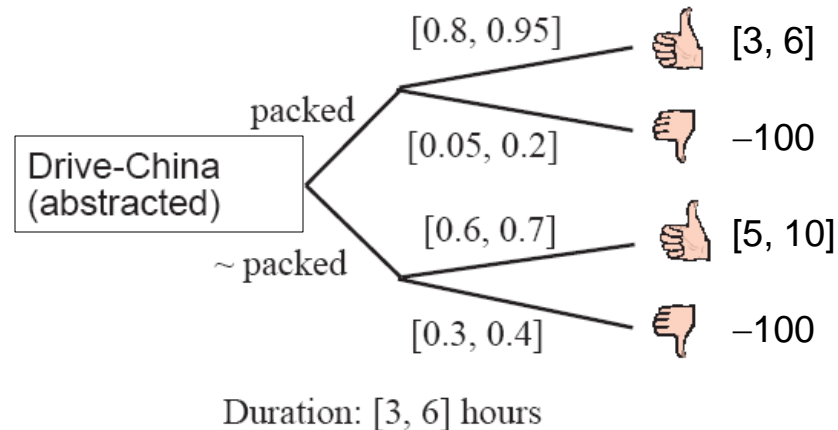 [0.8, 0.95]
[3, 6]
packed
[0.05, 0.2]
–100
Drive-China
(abstracted)
[0.6, 0.7]
[5, 10]
~ packed
[0.3, 0.4]
–100
Duration: [3, 6] hours